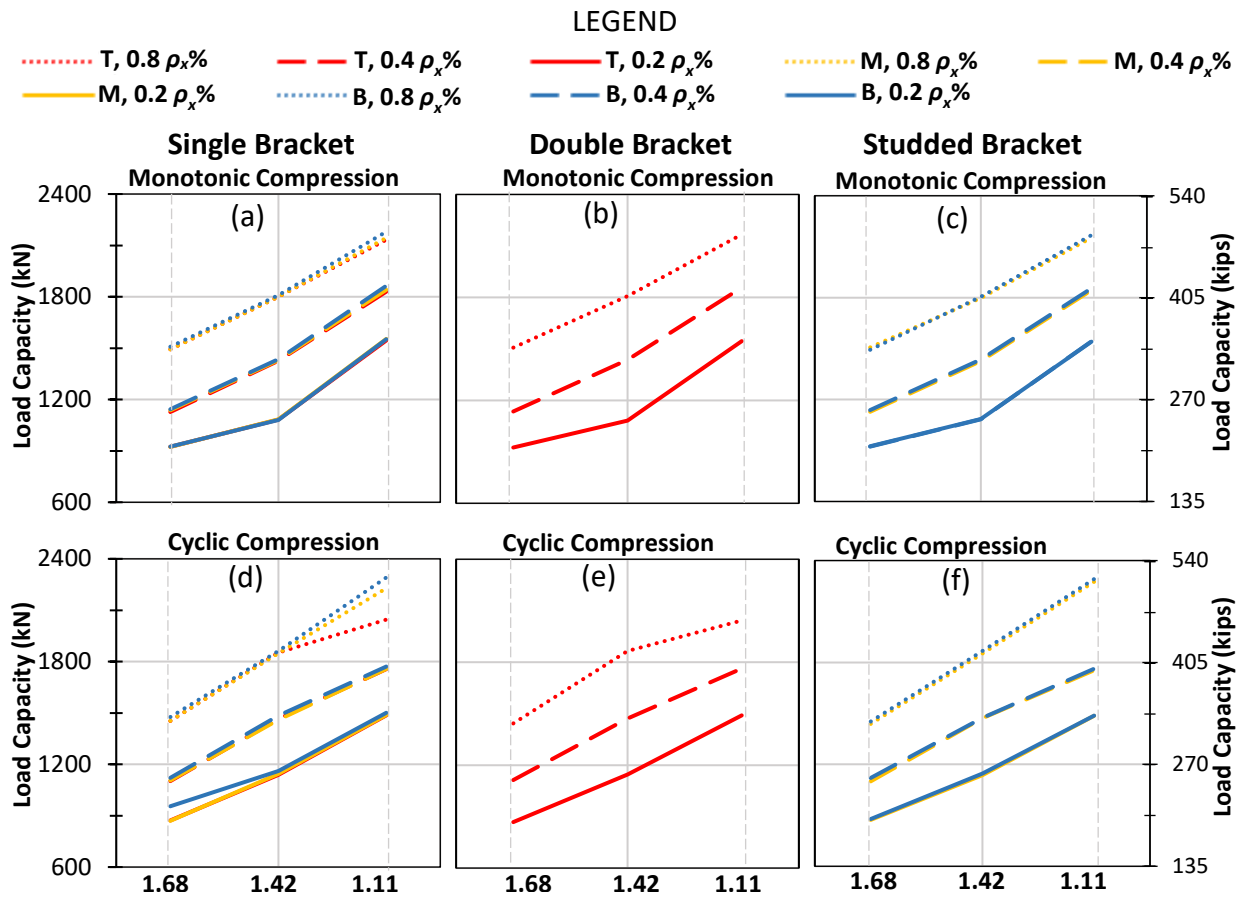 LEGEND
T, 0.8 ρx% T, 0.4 ρx% T, 0.2 ρx% M, 0.8 ρx% M, 0.4 ρx%
M, 0.2 ρx% B, 0.8 ρx% B, 0.4 ρx% B, 0.2 ρx%
Single Bracket Double Bracket Studded Bracket
Monotonic Compression Monotonic Compression Monotonic Compression
(a) (b) (c)
Load Capacity (kN)
2400
1800
1200
600
540
405
270
135
Load Capacity (kips)
Cyclic Compression Cyclic Compression Cyclic Compression
(d) (e) (f)
Load Capacity (kN)
2400
1800
1200
600
540
405
270
135
Load Capacity (kips)
1.68 1.42 1.11 1.68 1.42 1.11 1.68 1.42 1.11